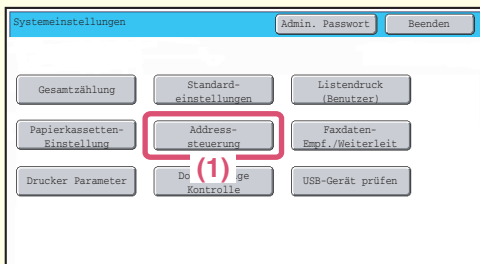 Systemeinstellungen
Admin. Passwort
Beenden
Gesamtzählung
Standard-
einstellungen
Listendruck
(Benutzer)
Papierkassetten-
Einstellung
Address-
steuerung
Faxdaten-
Empf./Weiterleit
Drucker Parameter
(1)
Kontrolle
USB-Gerät prüfen